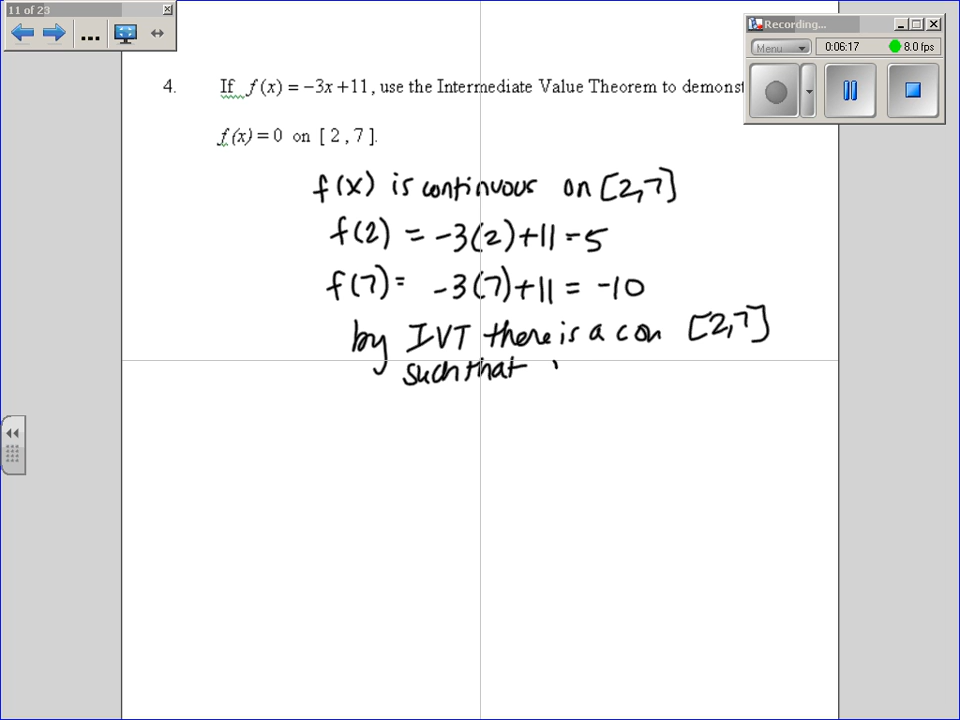 11 of 23
Recording...
Menu
0:06:17
8.0 fps
4. If f (x) = −3x +11, use the Intermediate Value Theorem to
f (x) = 0 on [ 2 , 7 ].
f(x) is continuous on [2,7]
f(2) = -3(2)+11 = 5
f(7) = -3(7)+11 = -10
by IVT there is a c on [2,7]
such that